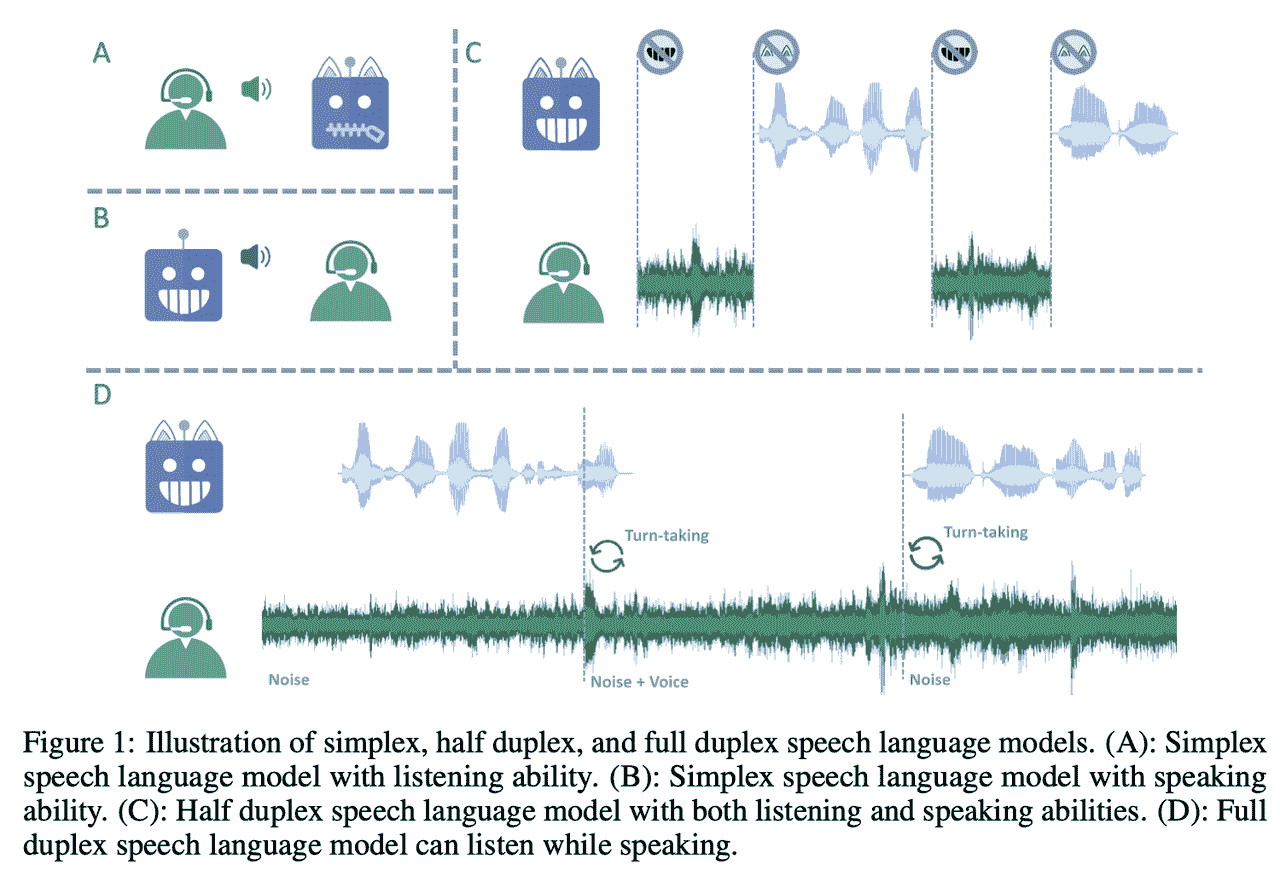 A
C
B
D
Turn-taking
Turn-taking
Noise
Noise + Voice
Noise
Figure 1: Illustration of simplex, half duplex, and full duplex speech language models. (A): Simplex
speech language model with listening ability. (B): Simplex speech language model with speaking
ability. (C): Half duplex speech language model with both listening and speaking abilities. (D): Full
duplex speech language model can listen while speaking.